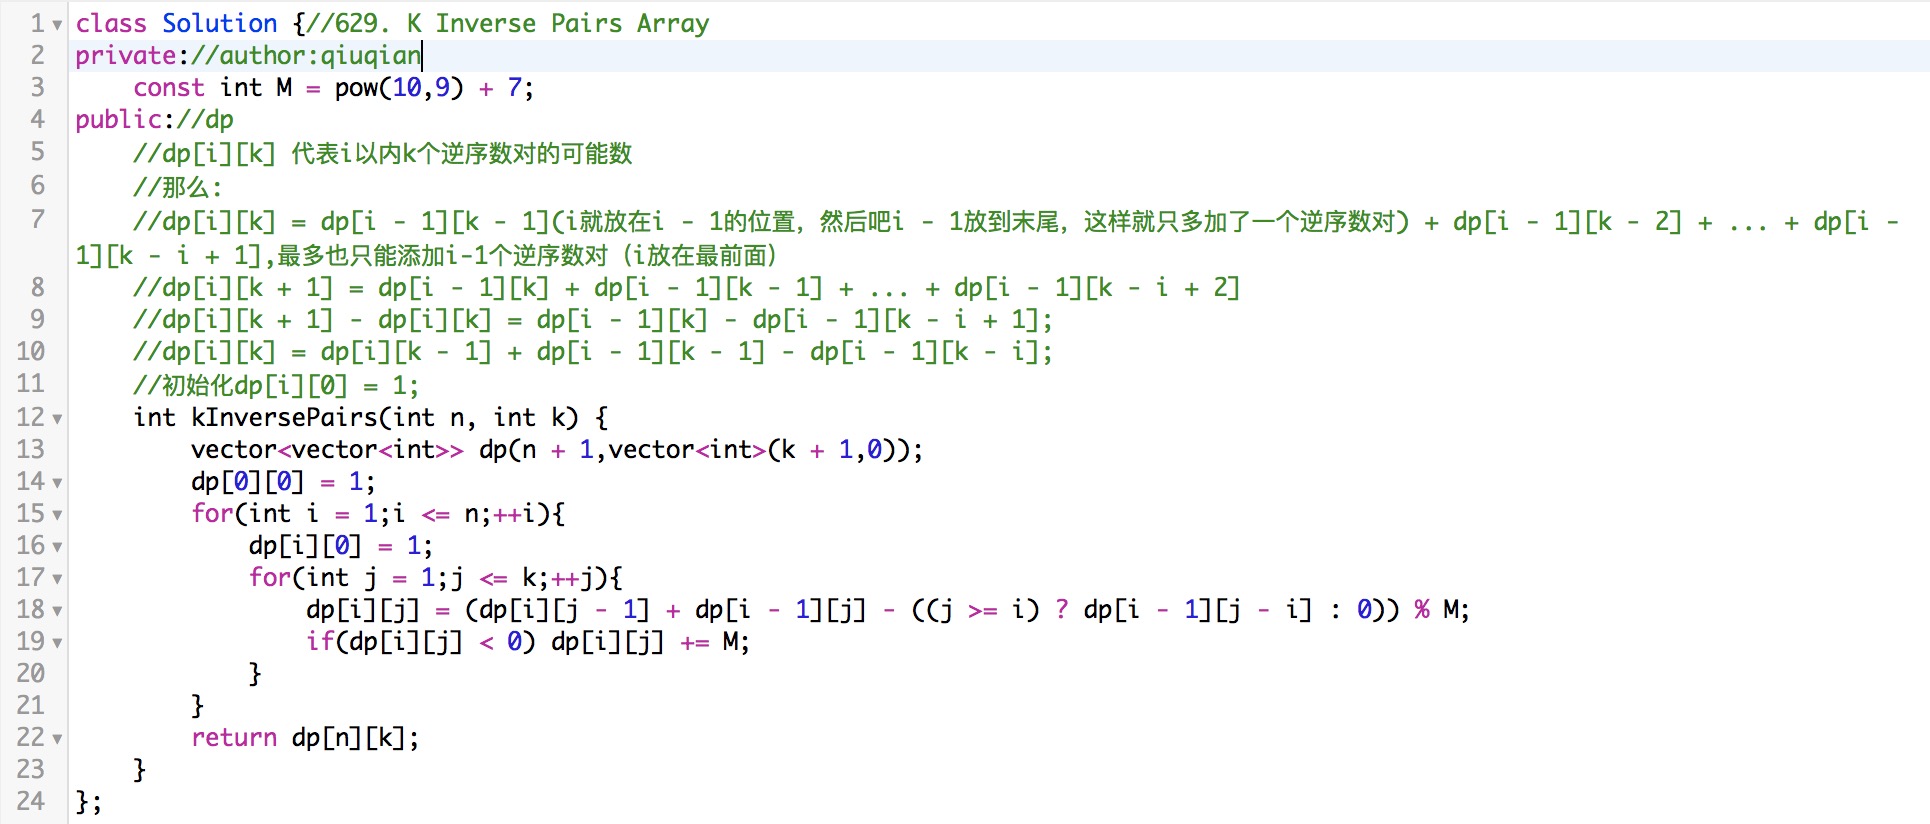 1 class Solution {//629. K Inverse Pairs Array
2 private://author:qiuqian
3     const int M = pow(10,9) + 7;
4 public://dp
5     //dp[i][k] 代表i以内k个逆序数对的可能数
6     //那么:
7     //dp[i][k] = dp[i - 1][k - 1](i就放在i - 1的位置，然后吧i - 1放到末尾，这样就只多加了一个逆序数对) + dp[i - 1][k - 2] + ... + dp[i -
1][k - i + 1],最多也只能添加i-1个逆序数对（i放在最前面）
8     //dp[i][k + 1] = dp[i - 1][k] + dp[i - 1][k - 1] + ... + dp[i - 1][k - i + 2]
9     //dp[i][k + 1] - dp[i][k] = dp[i - 1][k] - dp[i - 1][k - i + 1];
10     //dp[i][k] = dp[i][k - 1] + dp[i - 1][k - 1] - dp[i - 1][k - i];
11     //初始化dp[i][0] = 1;
12     int kInversePairs(int n, int k) {
13         vector<vector<int>> dp(n + 1,vector<int>(k + 1,0));
14         dp[0][0] = 1;
15         for(int i = 1;i <= n;++i){
16             dp[i][0] = 1;
17             for(int j = 1;j <= k;++j){
18                 dp[i][j] = (dp[i][j - 1] + dp[i - 1][j] - ((j >= i) ? dp[i - 1][j - i] : 0)) % M;
19                 if(dp[i][j] < 0) dp[i][j] += M;
20             }
21         }
22         return dp[n][k];
23     }
24 };